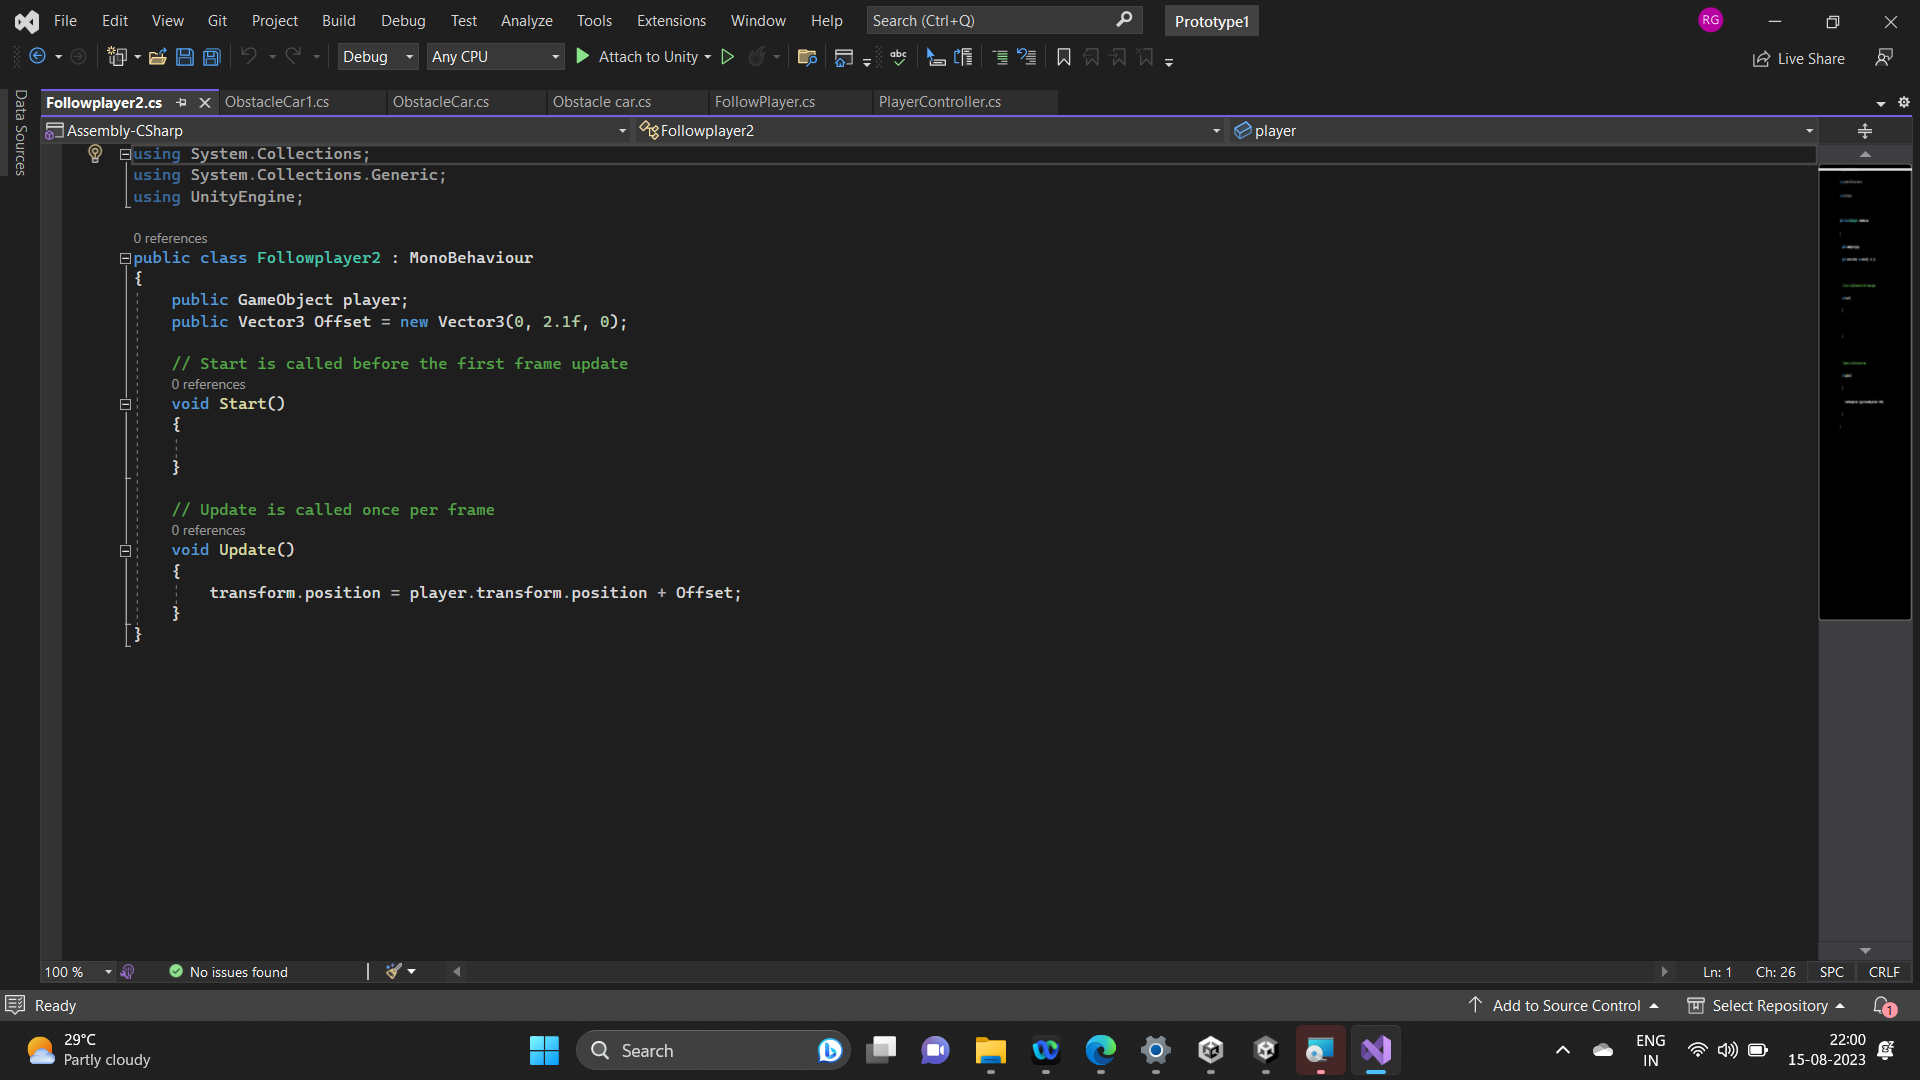 File Edit View Git Project Build Debug Test Analyze Tools Extensions Window Help Search (Ctrl+Q) Prototype1 RG
Debug Any CPU Attach to Unity abc Live Share
Data Sources
Followplayer2.cs ObstacleCar1.cs ObstacleCar.cs Obstacle car.cs FollowPlayer.cs PlayerController.cs
Assembly-CSharp Followplayer2 player
using System.Collections;
using System.Collections.Generic;
using UnityEngine;
0 references
public class Followplayer2 : MonoBehaviour
{
public GameObject player;
public Vector3 Offset = new Vector3(0, 2.1f, 0);
// Start is called before the first frame update
0 references
void Start()
{
}
// Update is called once per frame
0 references
void Update()
{
transform.position = player.transform.position + Offset;
}
}
100 % No issues found Ln: 1 Ch: 26 SPC CRLF
Ready Add to Source Control Select Repository 1
29°C
Partly cloudy
Search
ENG
IN
22:00
15-08-2023